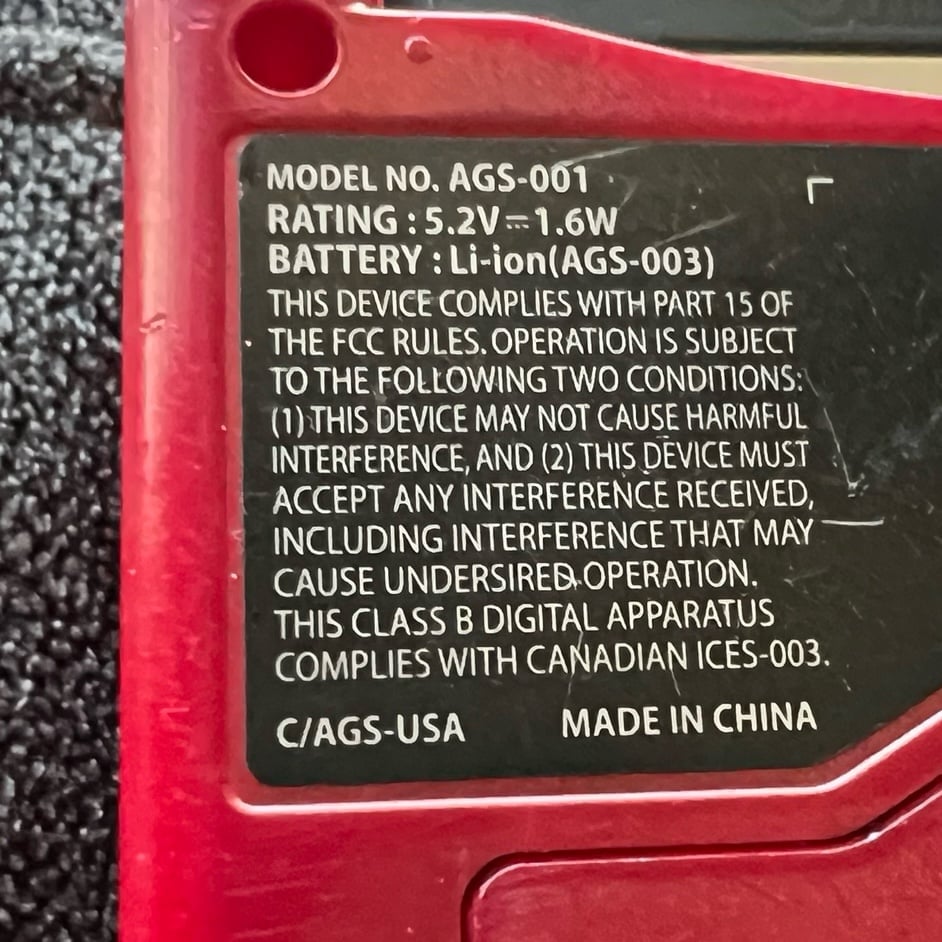 MODEL NO. AGS-001
RATING : 5.2V⎓1.6W
BATTERY : Li-ion(AGS-003)
THIS DEVICE COMPLIES WITH PART 15 OF
THE FCC RULES. OPERATION IS SUBJECT
TO THE FOLLOWING TWO CONDITIONS:
(1) THIS DEVICE MAY NOT CAUSE HARMFUL
INTERFERENCE, AND (2) THIS DEVICE MUST
ACCEPT ANY INTERFERENCE RECEIVED,
INCLUDING INTERFERENCE THAT MAY
CAUSE UNDERSIRED OPERATION.
THIS CLASS B DIGITAL APPARATUS
COMPLIES WITH CANADIAN ICES-003.
C/AGS-USA MADE IN CHINA